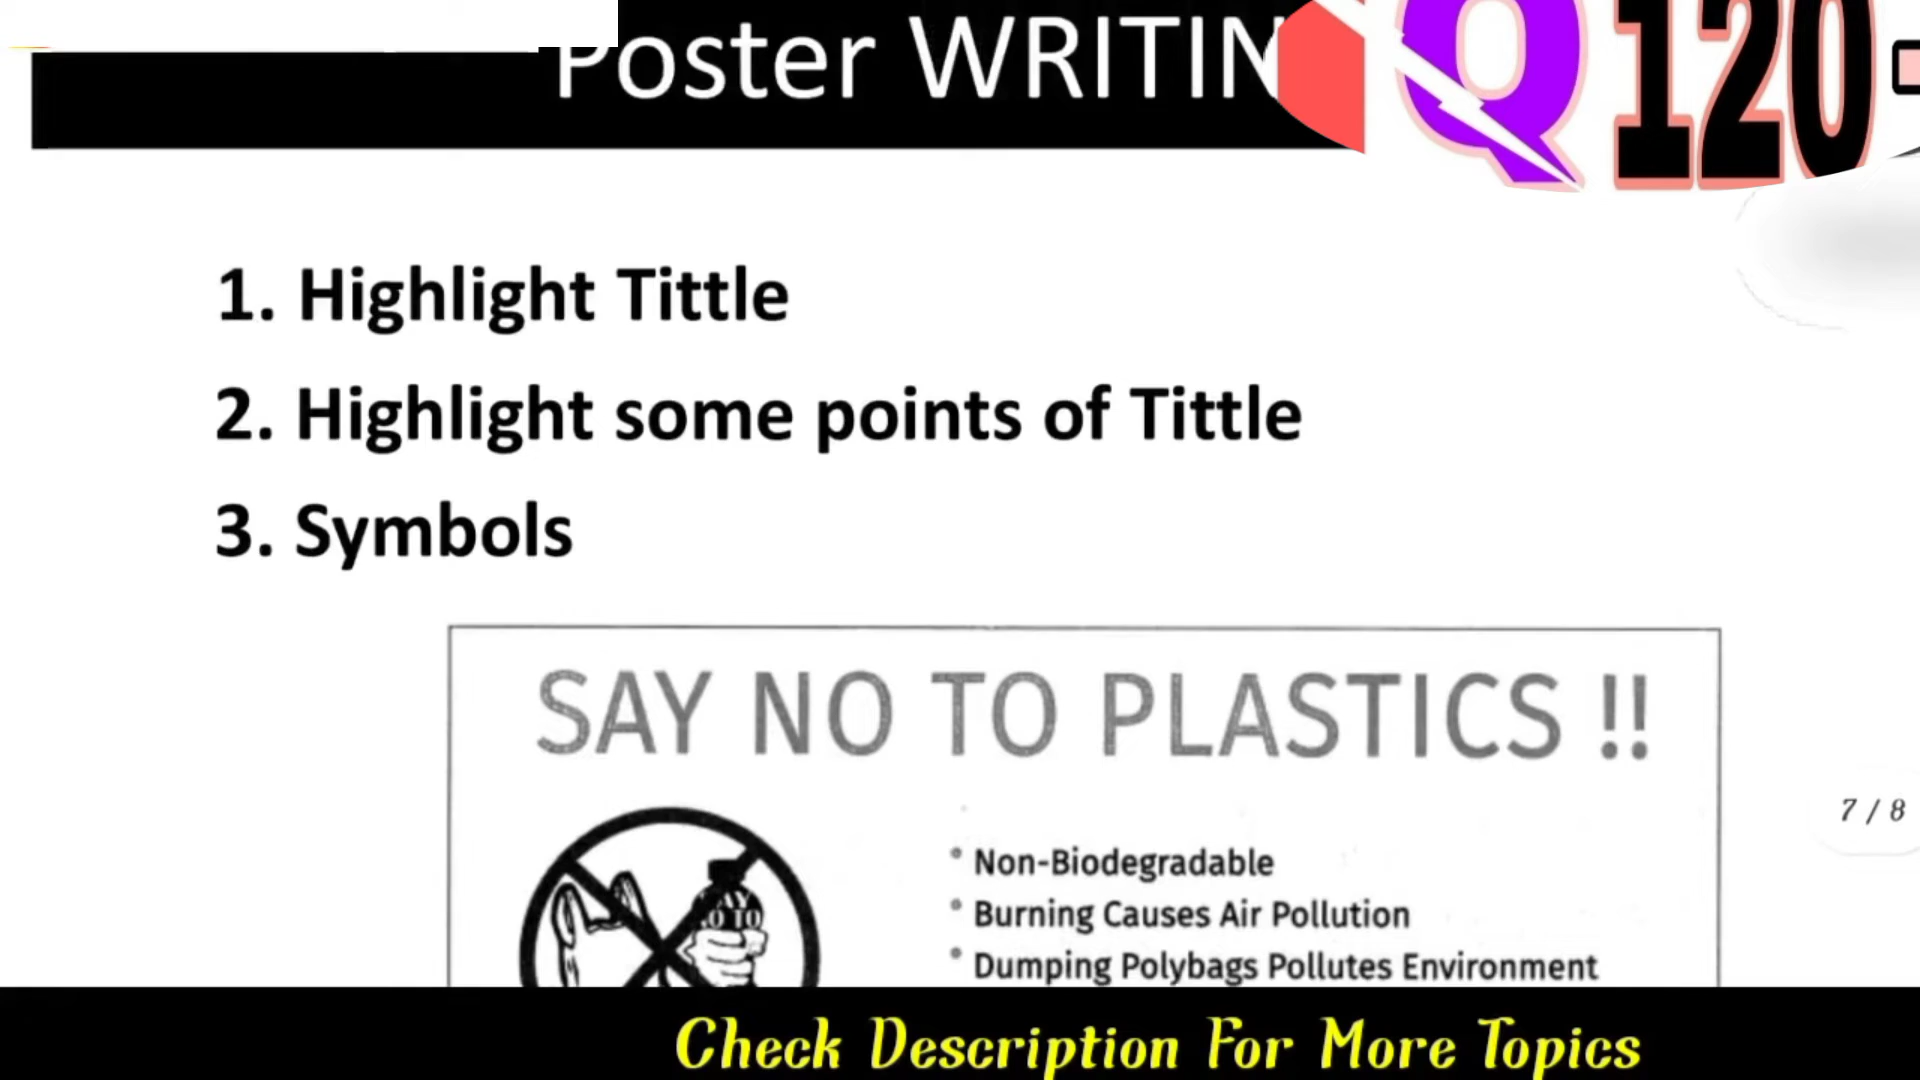 Poster WRITIN
Q 120
1. Highlight Tittle
2. Highlight some points of Tittle
3. Symbols
SAY NO TO PLASTICS !!
7 / 8
• Non-Biodegradable
• Burning Causes Air Pollution
• Dumping Polybags Pollutes Environment
Check Description For More Topics